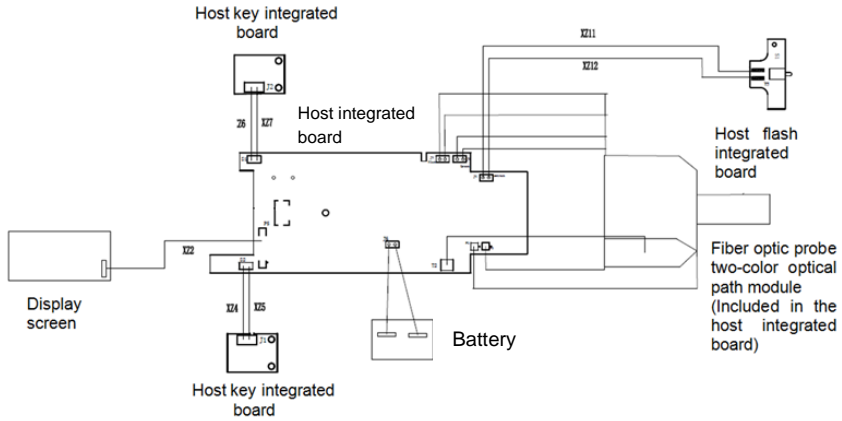 Host key integrated
board
XZ11
XZ12
Z6
XZ7
Host integrated
board
Host flash
integrated
board
XZ2
Display
screen
XZ4
XZ5
Battery
Host key integrated
board
Fiber optic probe
two-color optical
path module
(Included in the
host integrated
board)